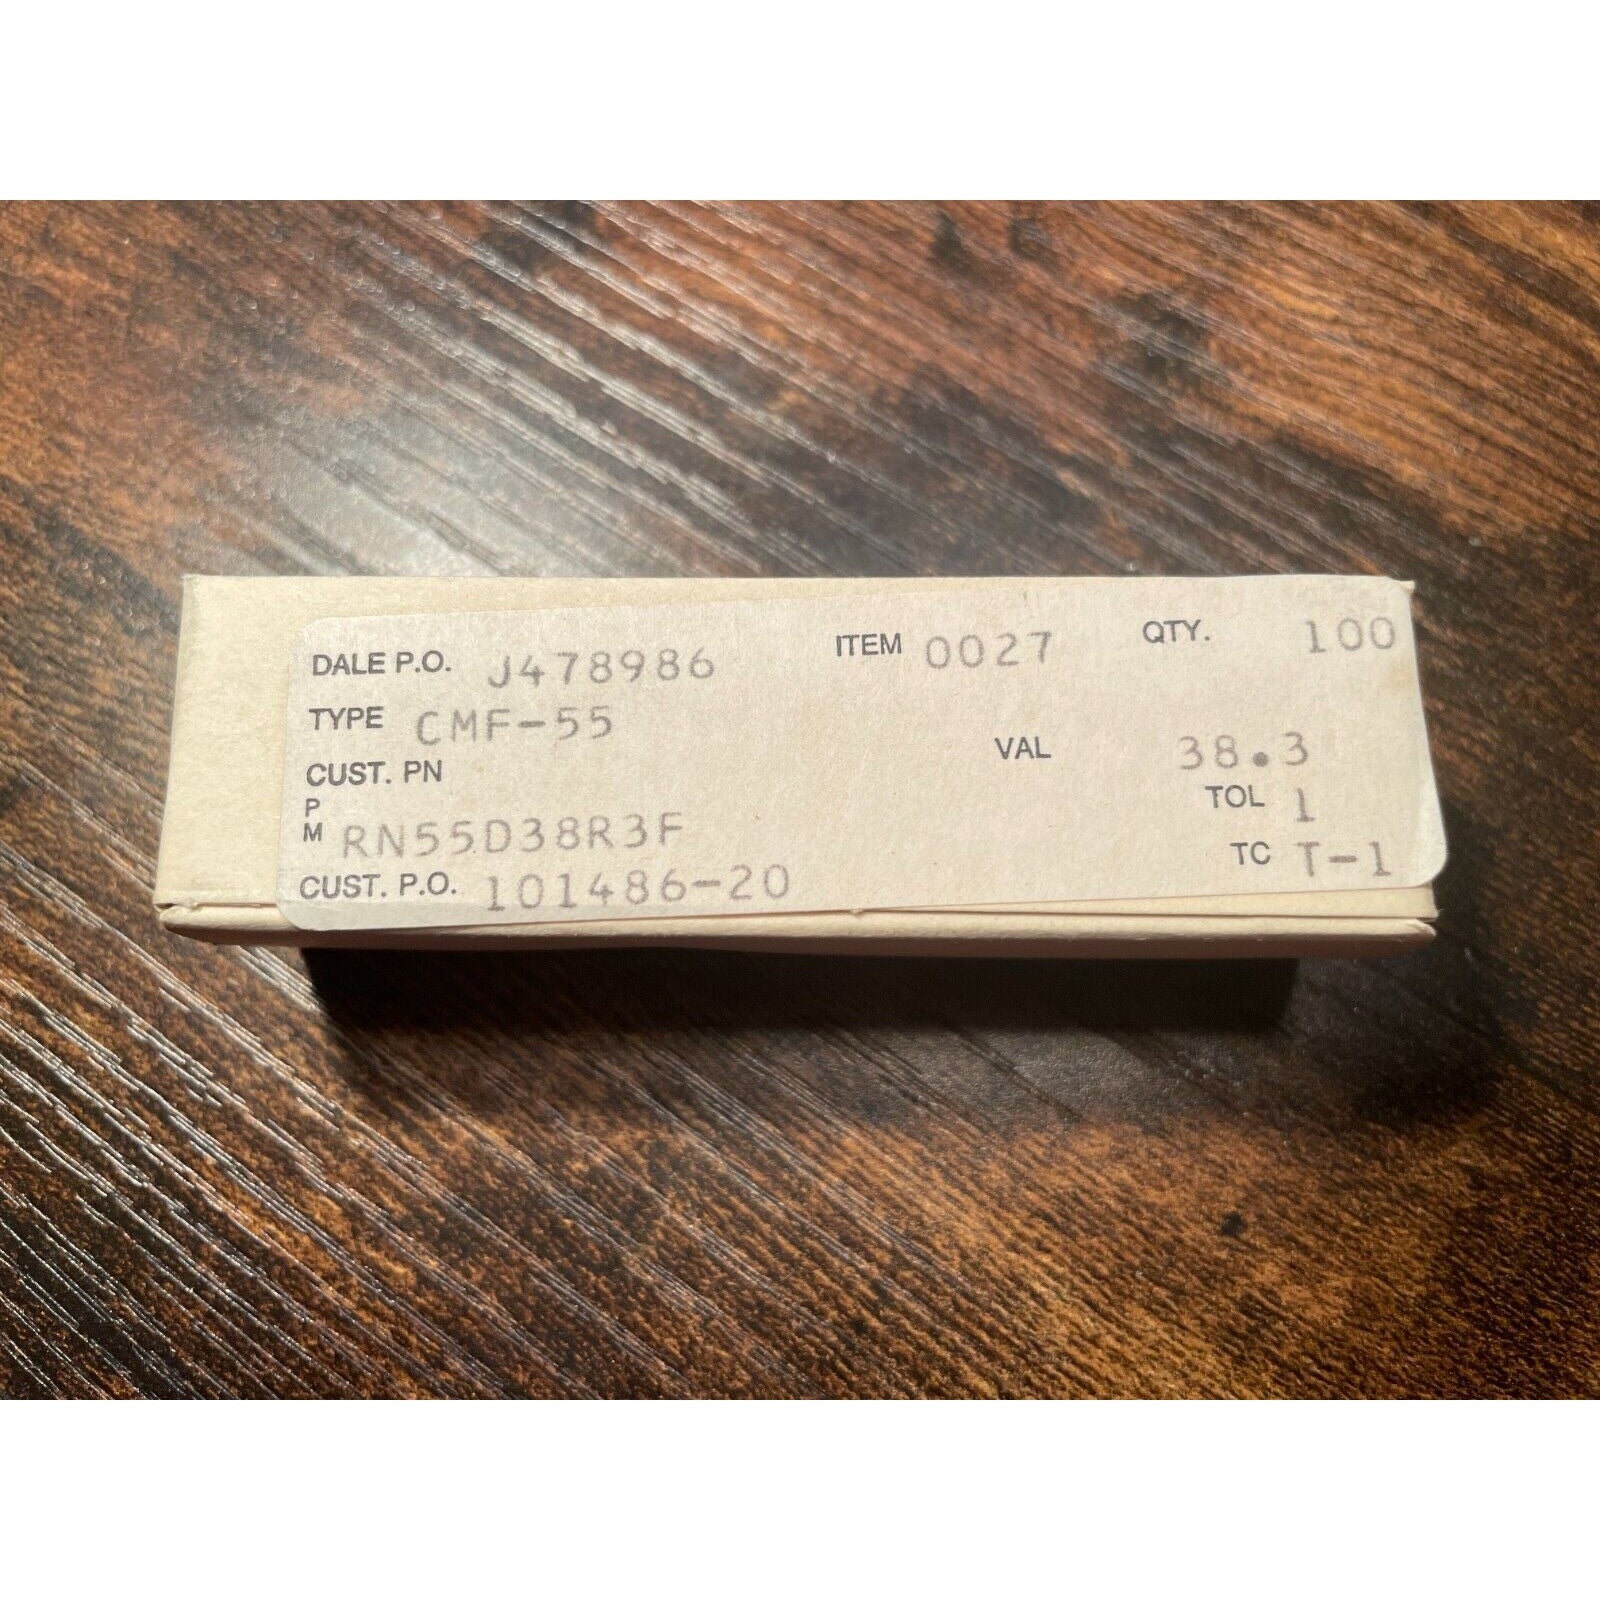 DALE P.O. J478986 ITEM 0027 QTY. 100
TYPE CMF-55
CUST. PN VAL 38.3
P TOL 1
M RN55D38R3F TC T-1
CUST. P.O. 101486-20